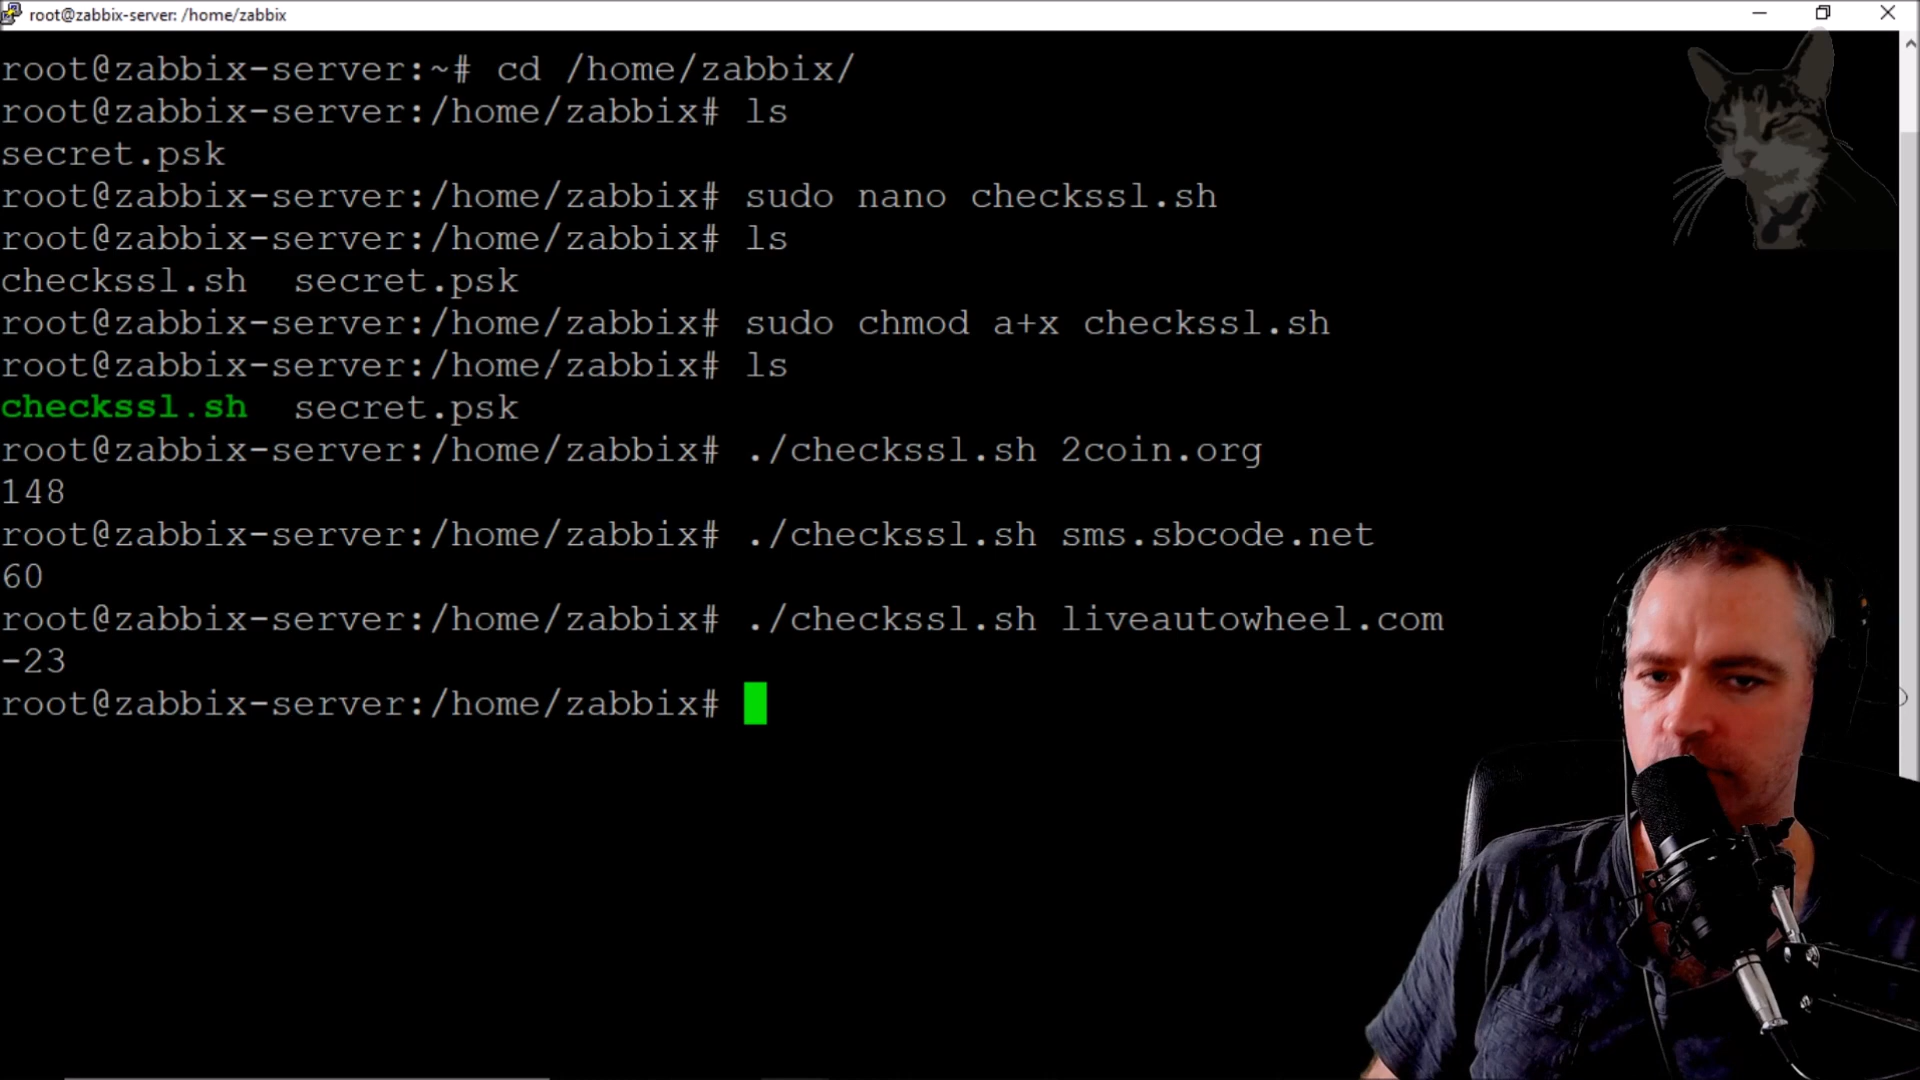 root@zabbix-server: /home/zabbix
root@zabbix-server:~# cd /home/zabbix/
root@zabbix-server:/home/zabbix# ls
secret.psk
root@zabbix-server:/home/zabbix# sudo nano checkssl.sh
root@zabbix-server:/home/zabbix# ls
checkssl.sh  secret.psk
root@zabbix-server:/home/zabbix# sudo chmod a+x checkssl.sh
root@zabbix-server:/home/zabbix# ls
checkssl.sh  secret.psk
root@zabbix-server:/home/zabbix# ./checkssl.sh 2coin.org
148
root@zabbix-server:/home/zabbix# ./checkssl.sh sms.sbcode.net
60
root@zabbix-server:/home/zabbix# ./checkssl.sh liveautowheel.com
-23
root@zabbix-server:/home/zabbix#